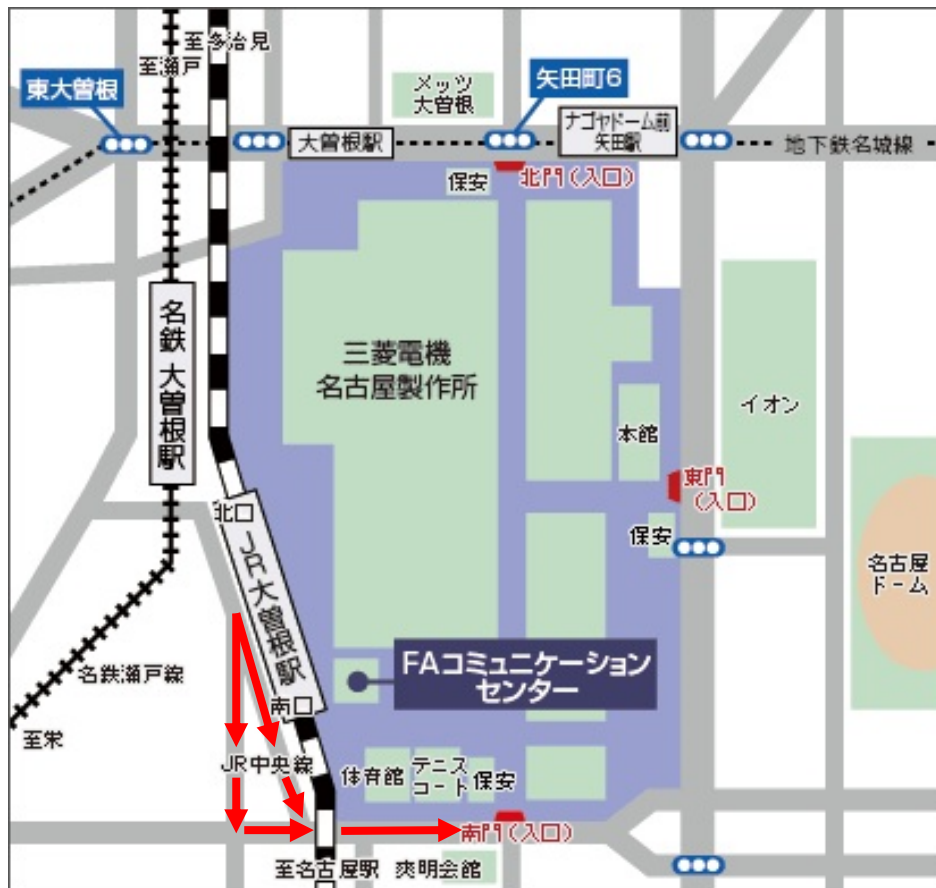 至多治見
至瀬戸
東大曽根
メッツ
大曽根
矢田町6
大曽根駅
ナゴヤドーム前
矢田駅
地下鉄名城線
保安
北門(入口)
名鉄 大曽根駅
三菱電機
名古屋製作所
イオン
本館
東門
(入口)
北口
JR大曽根駅
保安
名古屋
ドーム
FAコミュニケーション
センター
名鉄瀬戸線
南口
至栄
JR中央線
体育館
テニス
コート
保安
南門(入口)
至名古屋駅
爽明会館